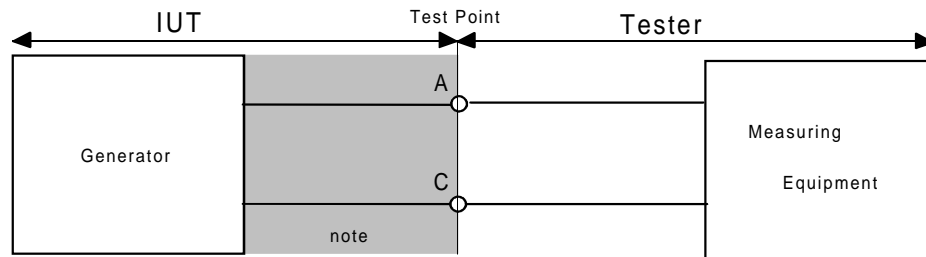 IUT
Test Point
Tester
A
Generator
Measuring
Equipment
C
note